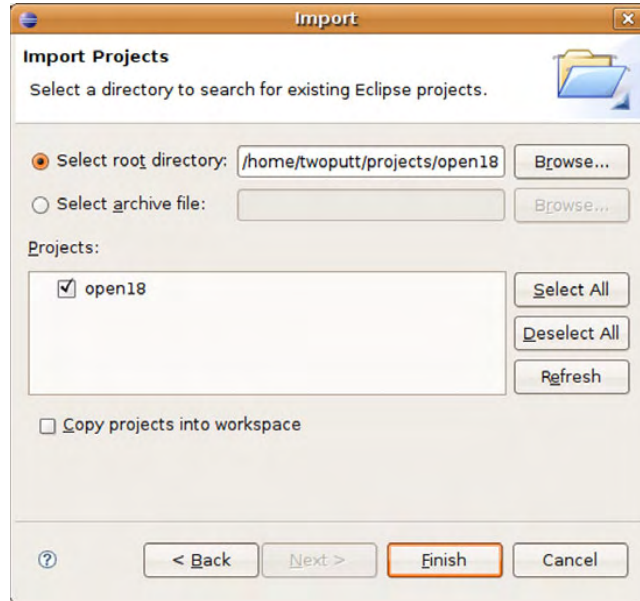 Import
Import Projects
Select a directory to search for existing Eclipse projects.
Select root directory: /home/twoputt/projects/open18 Browse...
Select archive file: Browse...
Projects:
open18
Select All
Deselect All
Refresh
Copy projects into workspace
? < Back Next > Finish Cancel